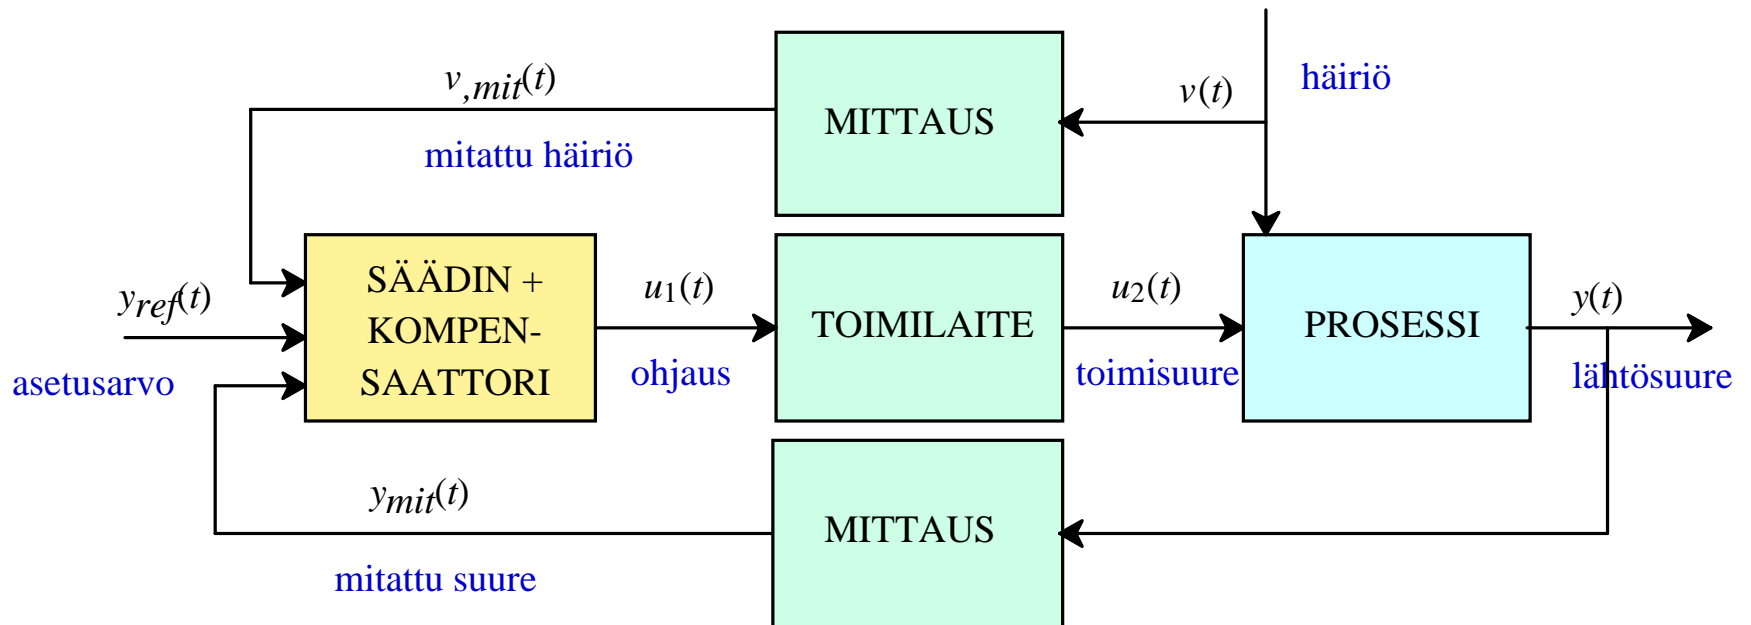 v,mit(t)
mitattu häiriö
MITTAUS
v(t)
häiriö
yref(t)
asetusarvo
SÄÄDIN +
KOMPEN-
SAATTORI
u1(t)
ohjaus
TOIMILAITE
u2(t)
toimisuure
PROSESSI
y(t)
lähtösuure
ymit(t)
mitattu suure
MITTAUS